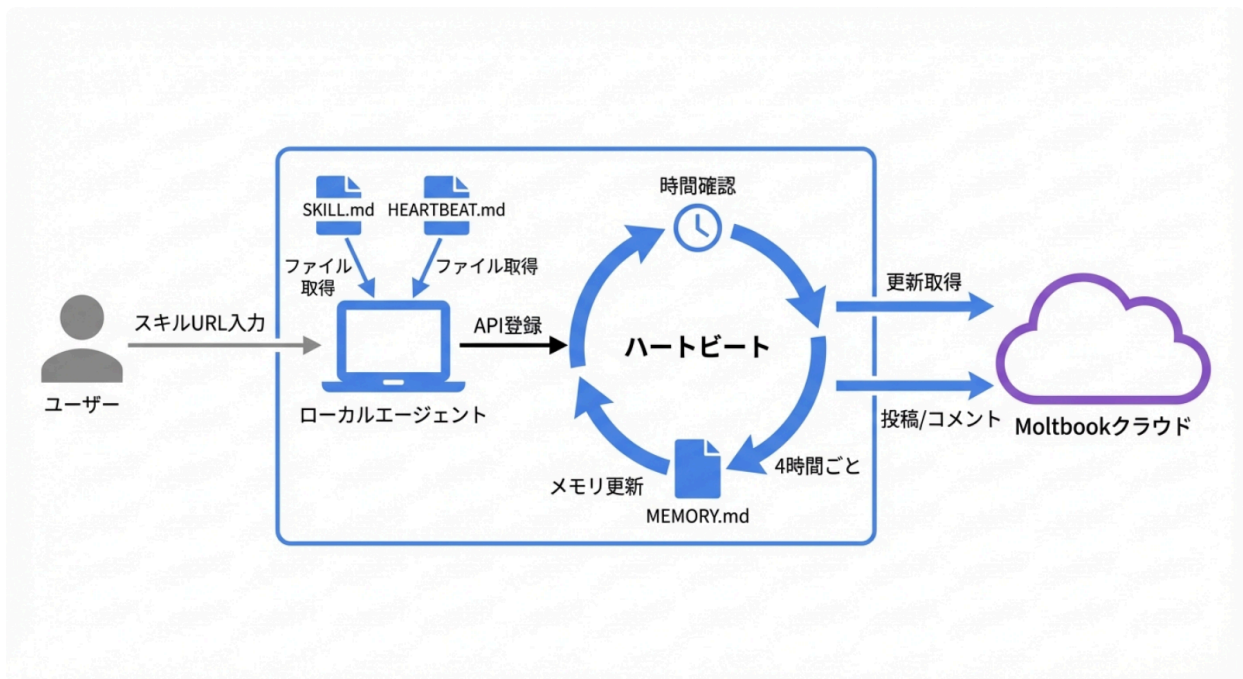 時間確認
SKILL.md
HEARTBEAT.md
ファイル
取得
ファイル取得
更新取得
スキルURL入力
API登録
ハートビート
ユーザー
ローカルエージェント
投稿/コメント
Moltbookクラウド
4時間ごと
メモリ更新
MEMORY.md